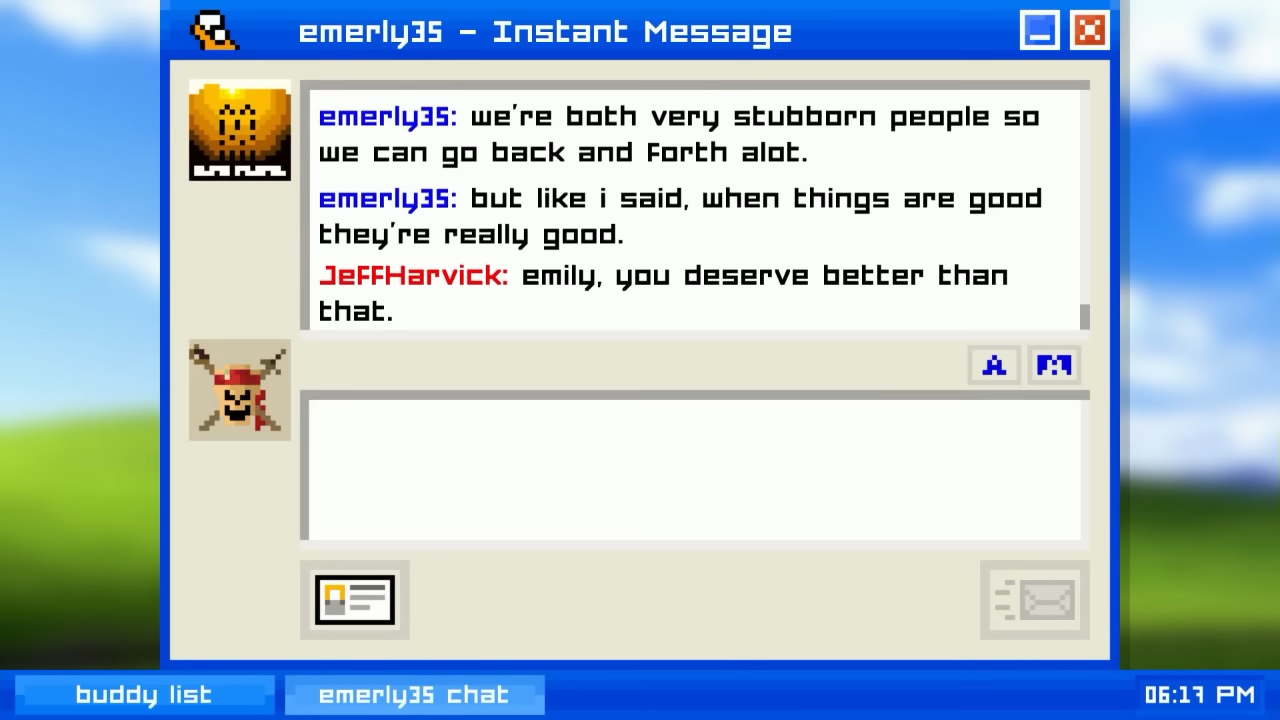 emerly35 - Instant Message
emerly35: we're both very stubborn people so
we can go back and forth alot.
emerly35: but like i said, when things are good
they're really good.
JeffHarvick: emily, you deserve better than
that.
A
buddy list
emerly35 chat
06:17 PM